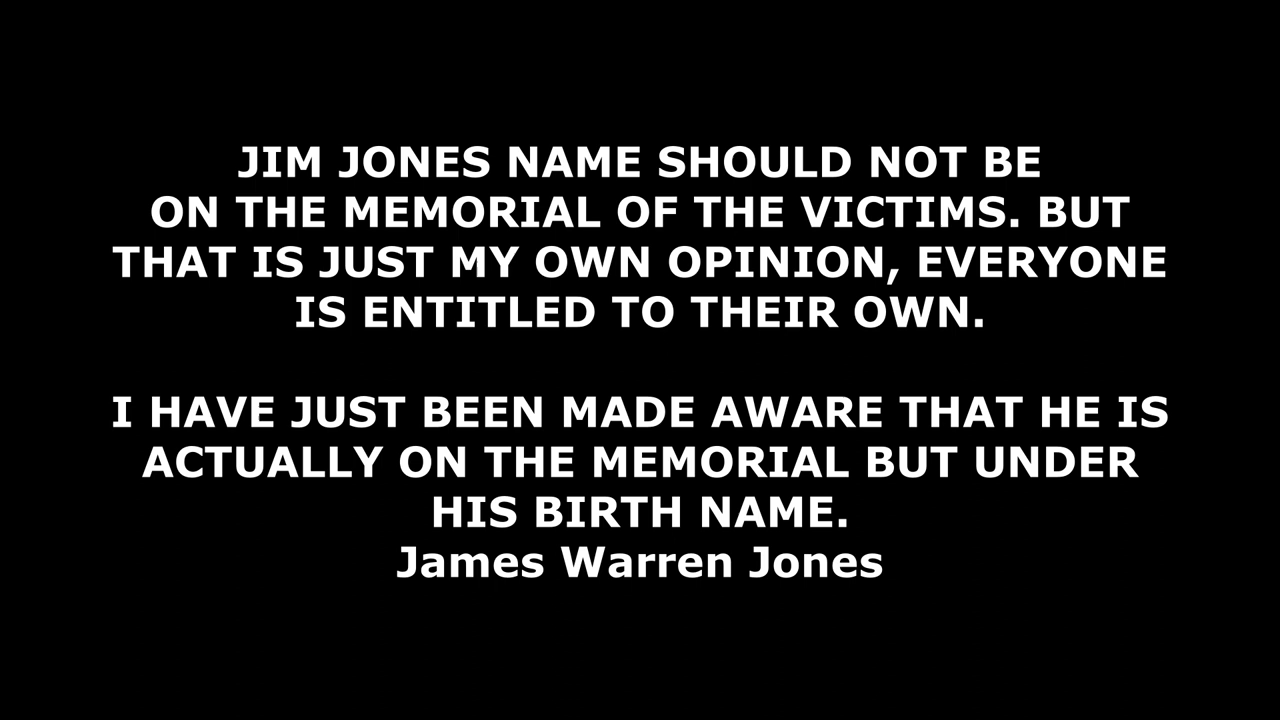 JIM JONES NAME SHOULD NOT BE
ON THE MEMORIAL OF THE VICTIMS. BUT
THAT IS JUST MY OWN OPINION, EVERYONE
IS ENTITLED TO THEIR OWN.
I HAVE JUST BEEN MADE AWARE THAT HE IS
ACTUALLY ON THE MEMORIAL BUT UNDER
HIS BIRTH NAME.
James Warren Jones